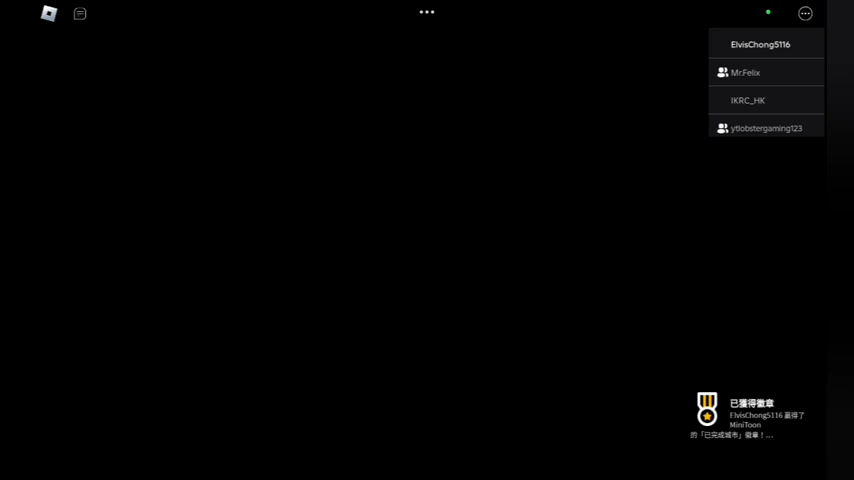 ElvisChong5116
Mr.Felix
IKRC_HK
ytlobstergaming123
已獲得徽章
ElvisChong5116 贏得了
MiniToon
的「已完成城市」徽章！...